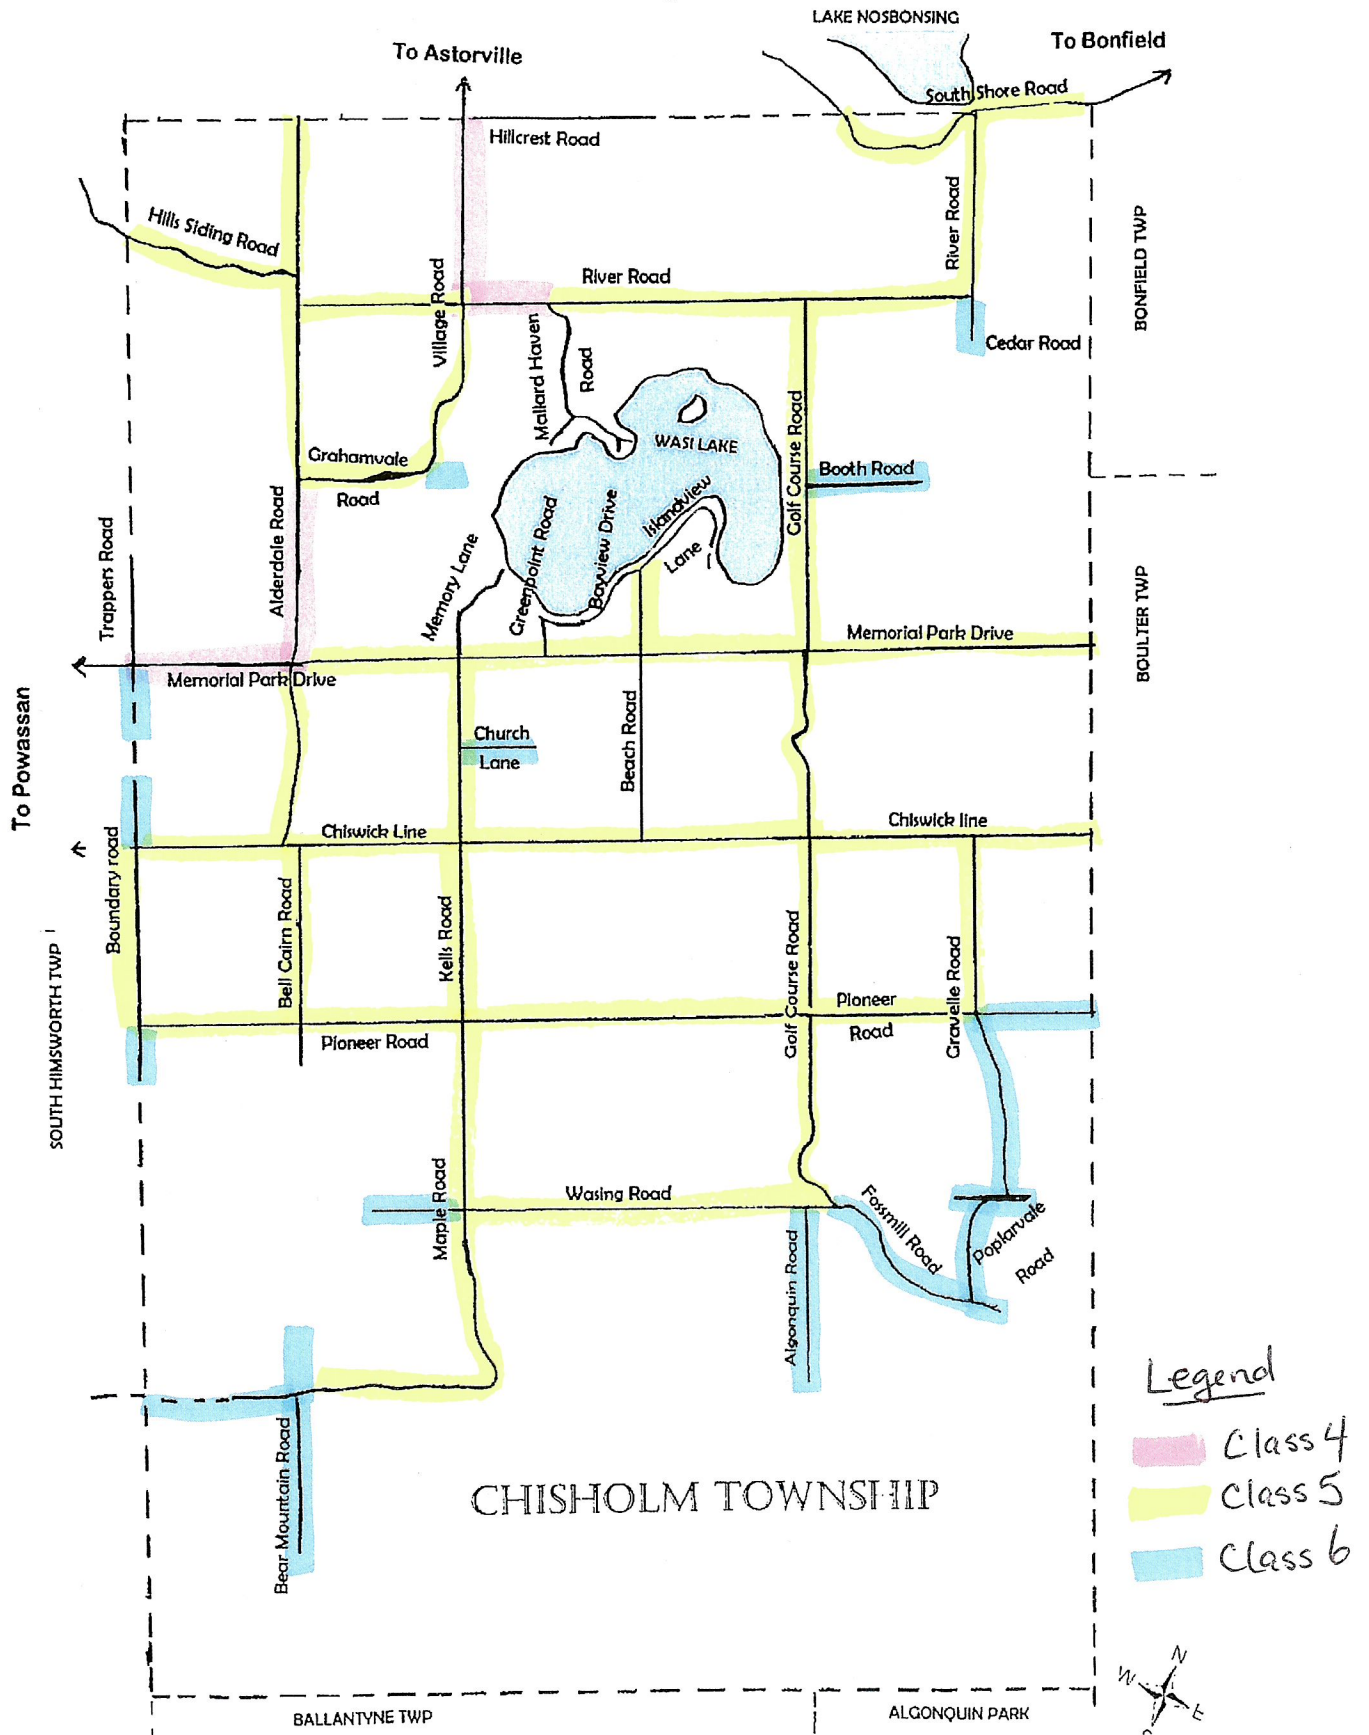 LAKE NOSBONSING
To Bonfield
To Astorville
South Shore Road
Hillcrest Road
River Road
Hills Siding Road
BONFIELD TWP
River Road
Village Road
Mallard Haven
Road
Cedar Road
WASI LAKE
Golf Course Road
Grahamvale
Road
Booth Road
Islandview
Lane
Bayview Drive
Greenpoint Road
Memory Lane
Alderdale Road
Trappers Road
BOULTER TWP
Memorial Park Drive
Memorial Park Drive
To Powassan
Church
Lane
Beach Road
Chiswick Line
Chiswick line
Boundary road
Bell Cairn Road
Kells Road
Golf Course Road
Gravelle Road
SOUTH HIMSWORTH TWP
Pioneer
Road
Pioneer Road
Maple Road
Wasing Road
Fossmill Road
Poplarvale
Road
Algonquin Road
Legend
Class 4
Class 5
Class 6
Bear Mountain Road
CHISHOLM TOWNSHIP
N
W
E
S
BALLANTYNE TWP
ALGONQUIN PARK